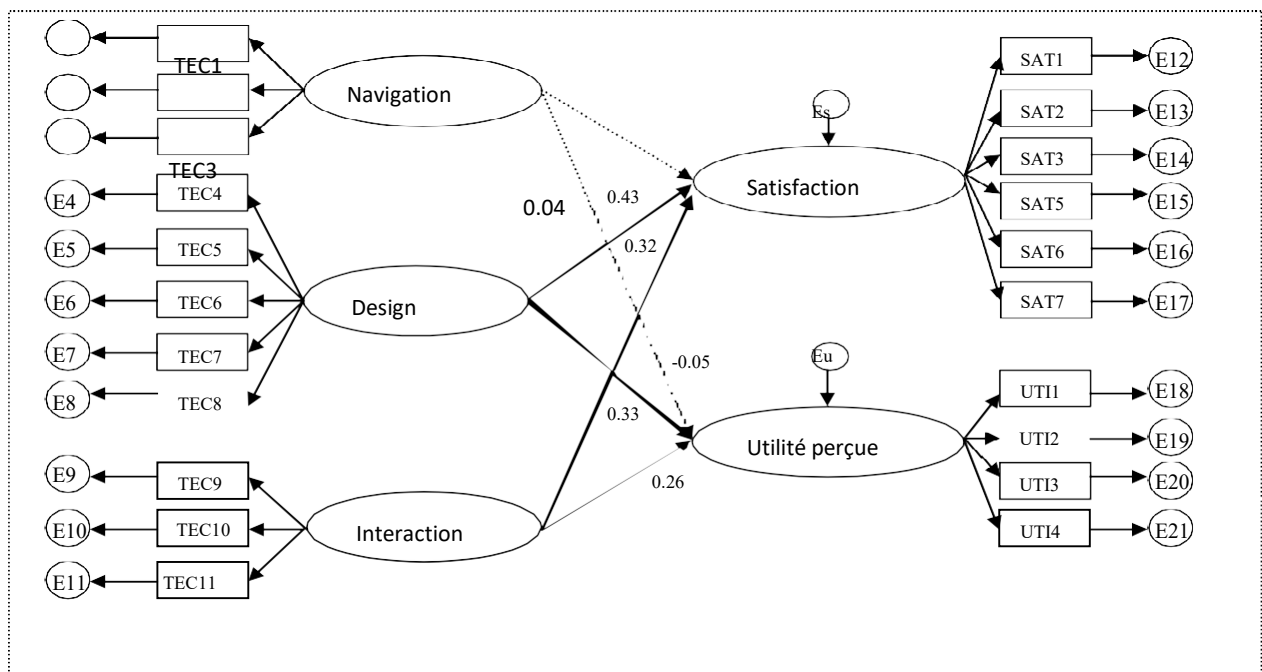 TEC1
TEC3
Navigation
E4
TEC4
E5
TEC5
E6
TEC6
E7
TEC7
E8
TEC8
Design
E9
TEC9
E10
TEC10
E11
TEC11
Interaction
0.04
0.43
0.32
-0.05
0.33
0.26
Es
Satisfaction
Eu
Utilité perçue
SAT1
E12
SAT2
E13
SAT3
E14
SAT5
E15
SAT6
E16
SAT7
E17
UTI1
E18
UTI2
E19
UTI3
E20
UTI4
E21